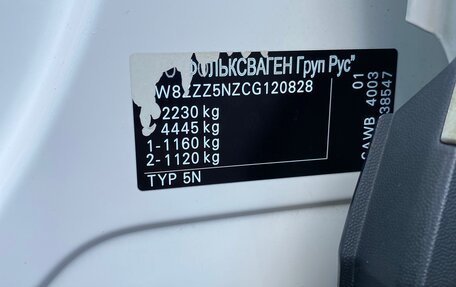 ФОЛЬКСВАГЕН Груп Рус"
W8ZZZ5NZCG120828
2230 kg
4445 kg
1-1160 kg
2-1120 kg
TYP 5N
01
CAWB 4003
38547